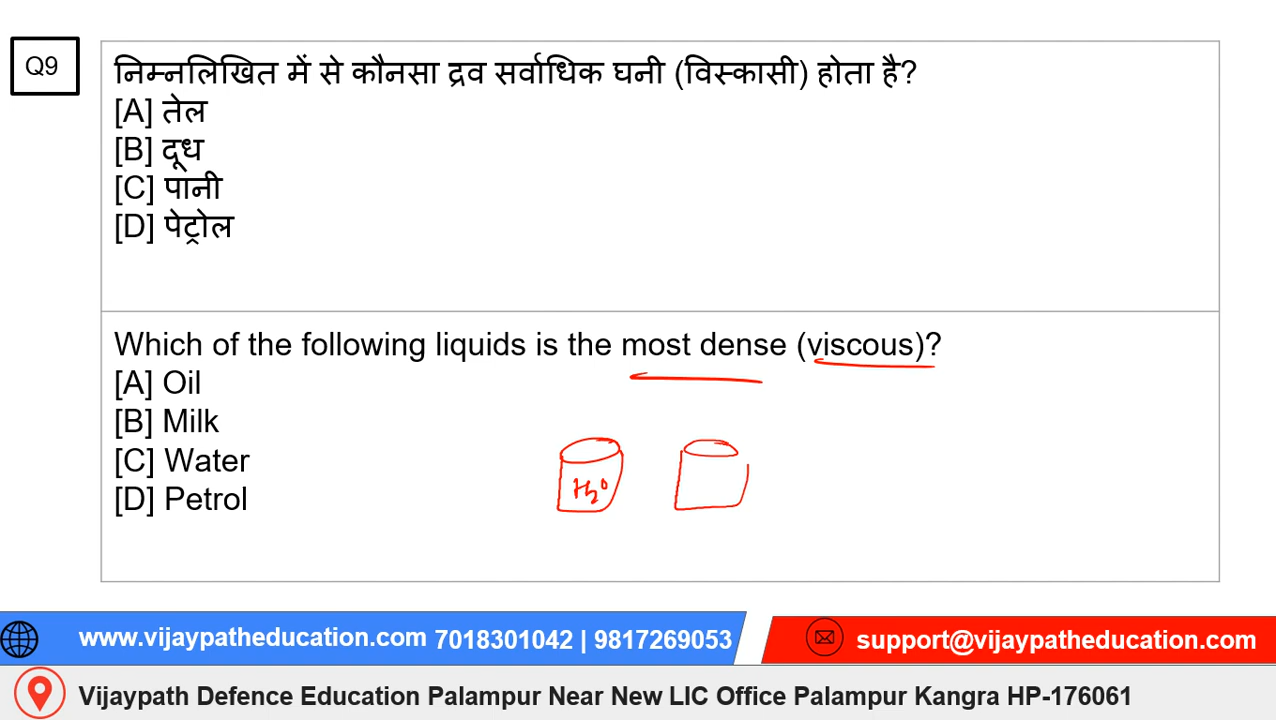 Q9
निम्नलिखित में से कौनसा द्रव सर्वाधिक घनी (विस्कासी) होता है?
[A] तेल
[B] दूध
[C] पानी
[D] पेट्रोल
Which of the following liquids is the most dense (viscous)?
[A] Oil
[B] Milk
[C] Water
[D] Petrol
H2O
www.vijaypatheducation.com 7018301042 | 9817269053
support@vijaypatheducation.com
Vijaypath Defence Education Palampur Near New LIC Office Palampur Kangra HP-176061